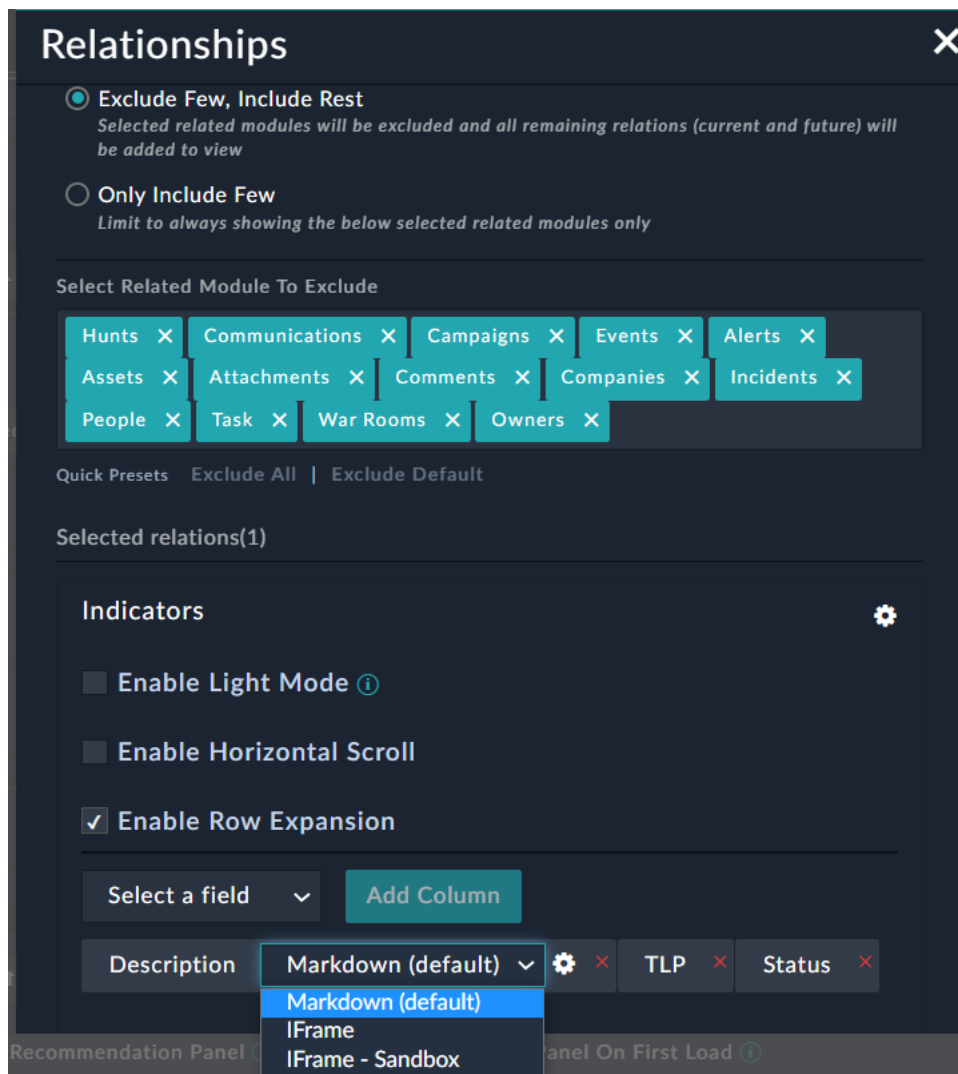 Relationships
Exclude Few, Include Rest
Selected related modules will be excluded and all remaining relations (current and future) will
be added to view
Only Include Few
Limit to always showing the below selected related modules only
Select Related Module To Exclude
Hunts Communications Campaigns Events Alerts
Assets Attachments Comments Companies Incidents
People Task War Rooms Owners
Quick Presets Exclude All | Exclude Default
Selected relations(1)
Indicators
Enable Light Mode
Enable Horizontal Scroll
Enable Row Expansion
Select a field Add Column
Description Markdown (default) TLP Status
Markdown (default)
IFrame
IFrame - Sandbox
Recommendation Panel anel On First Load